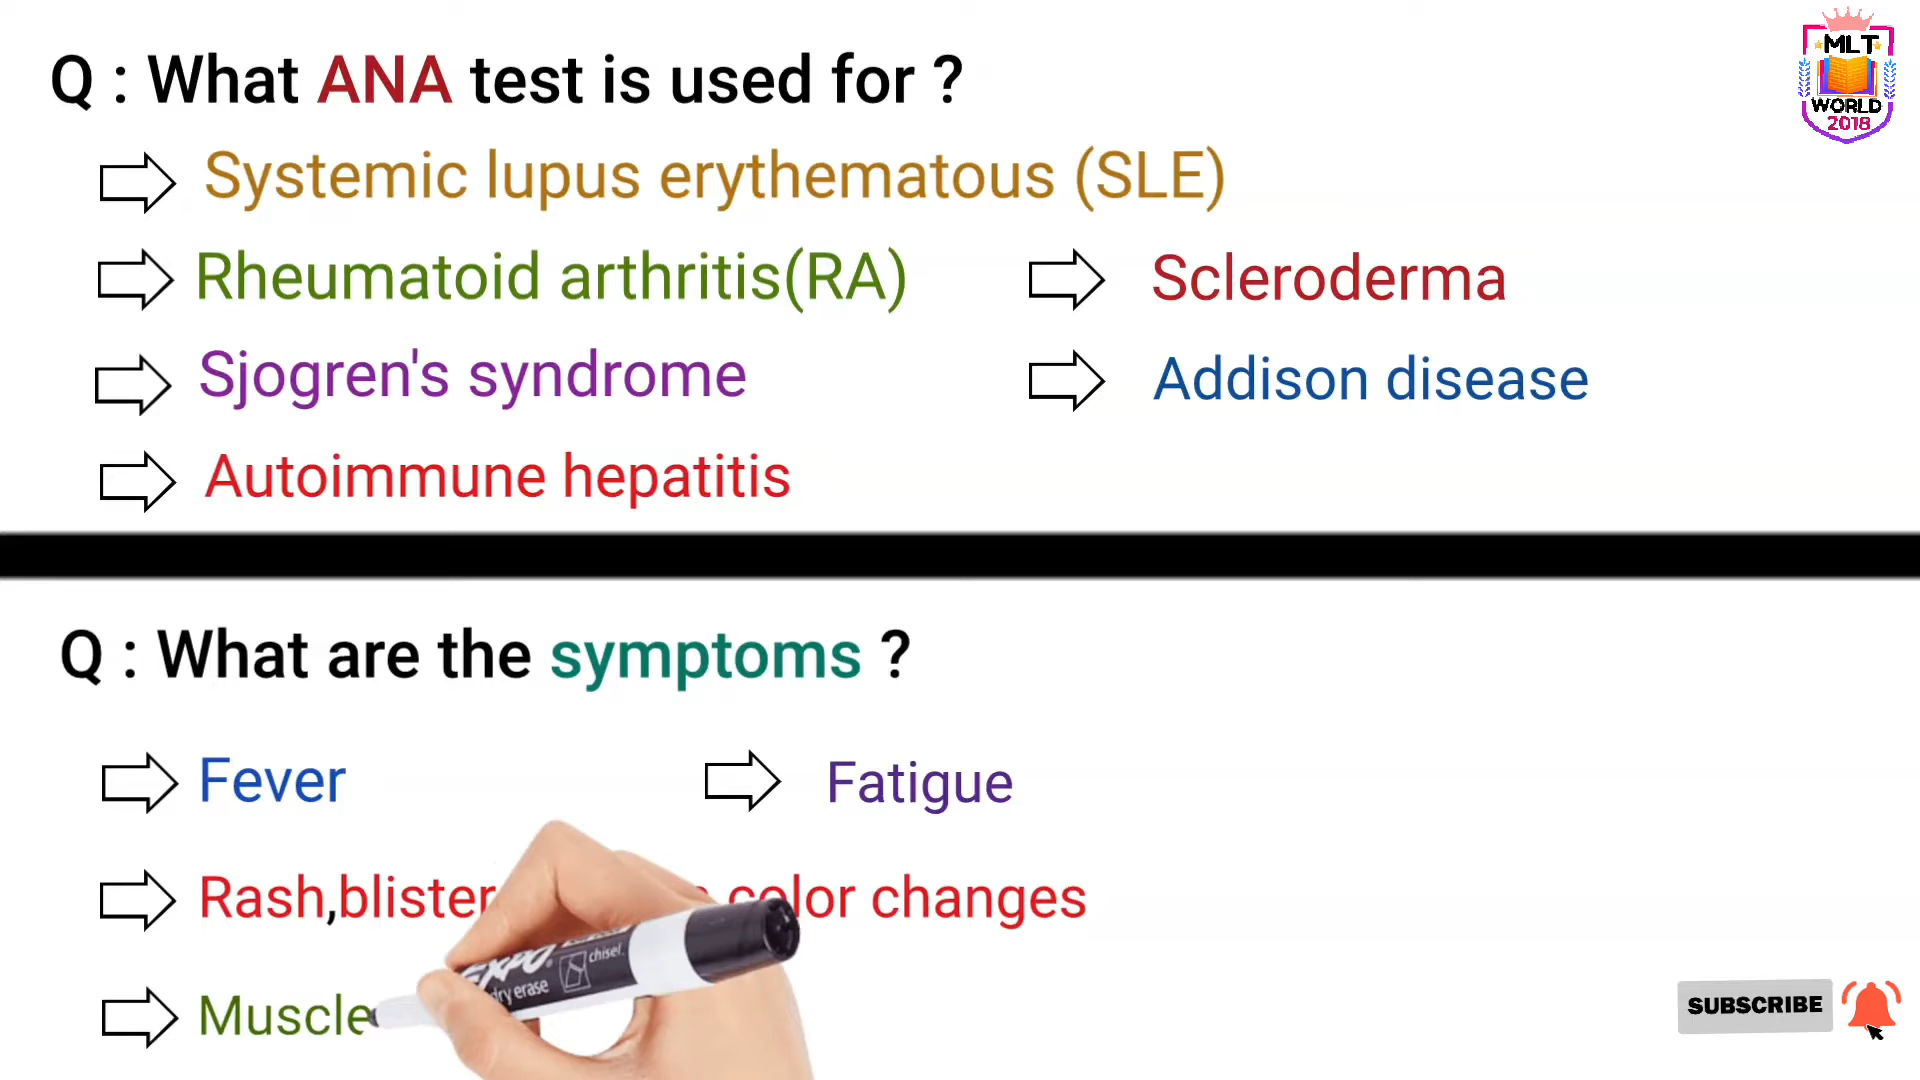 Q : What ANA test is used for ?
Systemic lupus erythematous (SLE)
Rheumatoid arthritis(RA)
Scleroderma
Sjogren's syndrome
Addison disease
Autoimmune hepatitis
Q : What are the symptoms ?
Fever
Fatigue
Rash,blister color changes
Muscle
EXPO
chisel
dry erase
MLT
WORLD
2018
SUBSCRIBE